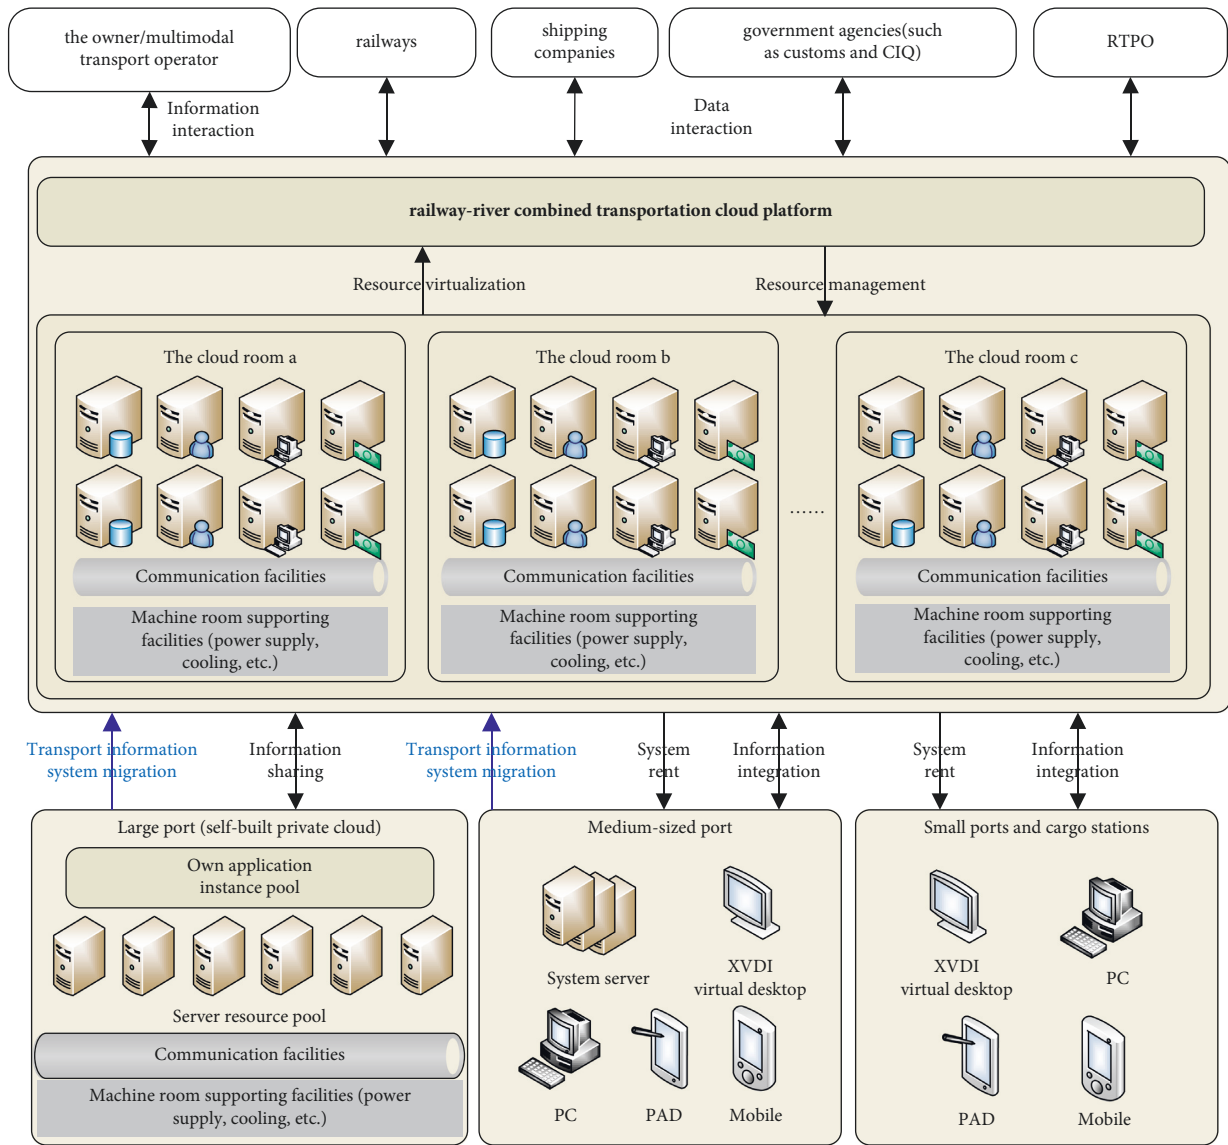 the owner/multimodal
transport operator
railways
shipping
companies
government agencies(such
as customs and CIQ)
RTPO
Information
interaction
Data
interaction
railway-river combined transportation cloud platform
Resource virtualization
Resource management
The cloud room a
The cloud room b
The cloud room c
......
Communication facilities
Communication facilities
Communication facilities
Machine room supporting
facilities (power supply,
cooling, etc.)
Machine room supporting
facilities (power supply,
cooling, etc.)
Machine room supporting
facilities (power supply,
cooling, etc.)
Transport information
system migration
Information
sharing
Transport information
system migration
System
rent
Information
integration
System
rent
Information
integration
Large port (self-built private cloud)
Own application
instance pool
Server resource pool
Communication facilities
Machine room supporting facilities (power
supply, cooling, etc.)
Medium-sized port
System server
XVDI
virtual desktop
PC
PAD
Mobile
Small ports and cargo stations
XVDI
virtual desktop
PC
PAD
Mobile